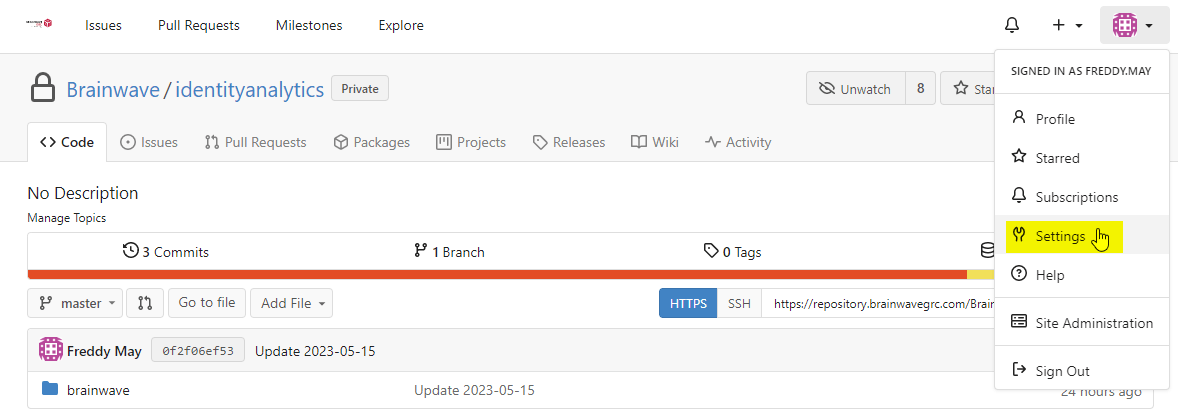 Issues Pull Requests Milestones Explore
SIGNED IN AS FREDDY.MAY
Brainwave / identityanalytics Private Unwatch 8 Star
Profile
Code Issues Pull Requests Packages Projects Releases Wiki Activity
Starred
No Description
Subscriptions
Manage Topics
Settings
3 Commits 1 Branch 0 Tags
Help
master Go to file Add File HTTPS SSH https://repository.brainwavegrc.com/Brain
Site Administration
Freddy May 0f2f06ef53 Update 2023-05-15
Sign Out
brainwave Update 2023-05-15 24 hours ago